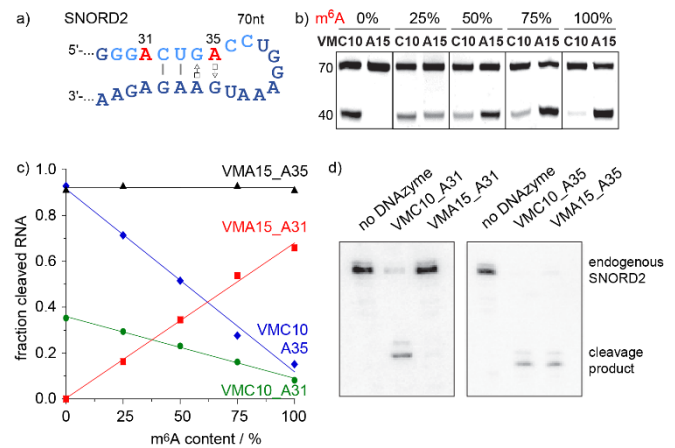 a) SNORD2
31 35 70nt
5'-...GGGACUGACCUG
G
3'-...AAGAGAAGUAAAG
b) m⁶A 0% 25% 50% 75% 100%
VM C10 A15 C10 A15 C10 A15 C10 A15 C10 A15
70
40
c)
fraction cleaved RNA
1.0
0.8
0.6
0.4
0.2
0.0
0 25 50 75 100
m⁶A content / %
VMA15_A35
VMA15_A31
VMC10
A35
VMC10_A31
d)
no DNAzyme VMC10_A31 VMA15_A31
no DNAzyme VMC10_A35 VMA15_A35
endogenous
SNORD2
cleavage
product